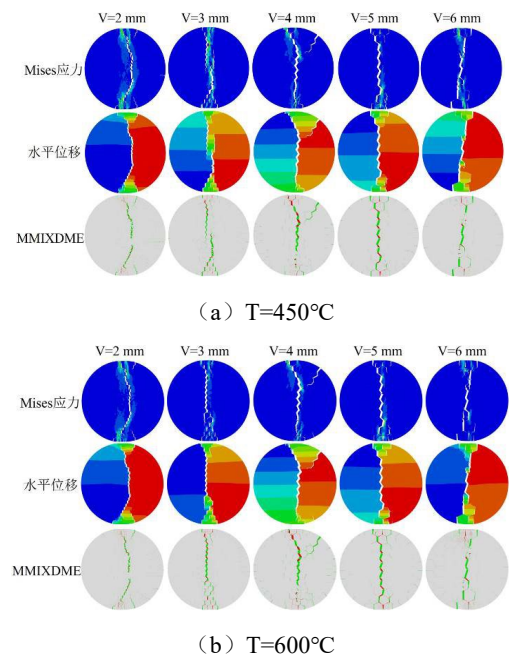 V=2 mm V=3 mm V=4 mm V=5 mm V=6 mm
Mises应力
水平位移
MMIXDME
（a）T=450℃
V=2 mm V=3 mm V=4 mm V=5 mm V=6 mm
Mises应力
水平位移
MMIXDME
（b）T=600℃